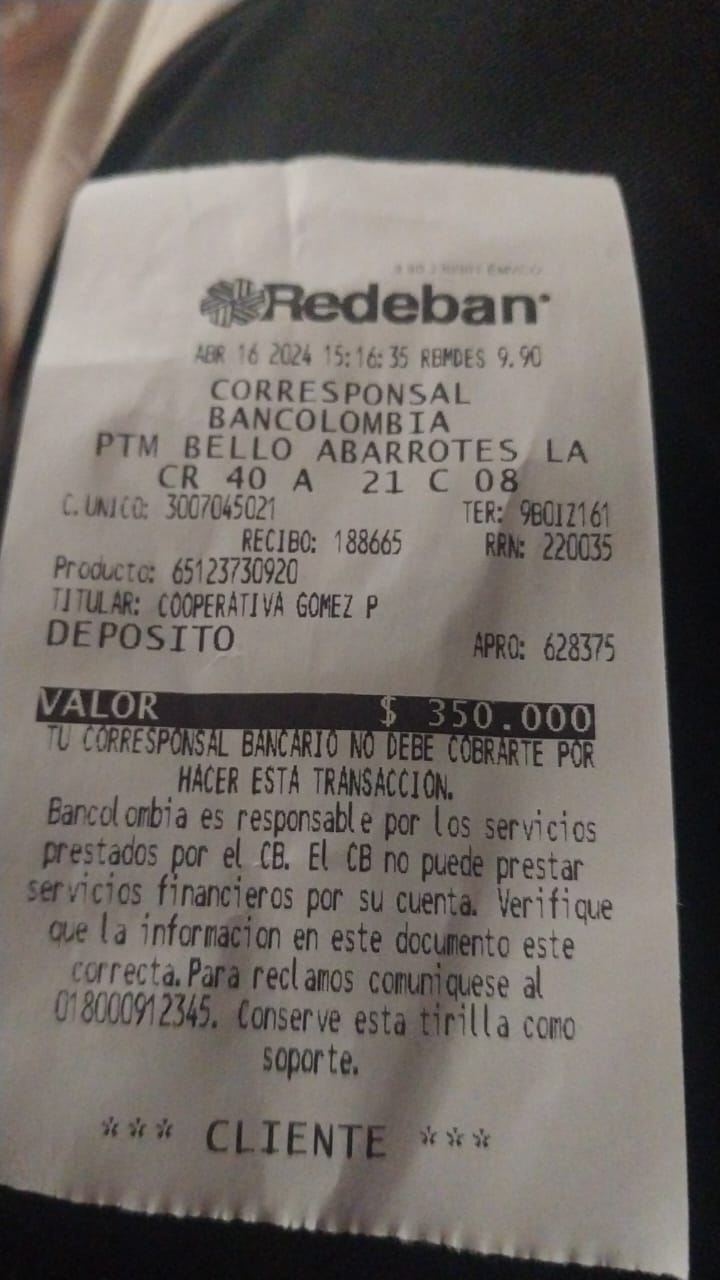 Redeban
ABR 16 2024 15:16:35 RBMDES 9.90
CORRESPONSAL
BANCOLOMBIA
PTM BELLO ABARROTES LA
CR 40 A 21 C 08
C. UNICO: 3007045021 TER: 9BOIZ161
RECIBO: 188665 RRN: 220035
Producto: 65123730920
TITULAR: COOPERATIVA GOMEZ P
DEPOSITO APRO: 628375
VALOR $ 350.000
TU CORRESPONSAL BANCARIO NO DEBE COBRARTE POR
HACER ESTA TRANSACCION.
Bancolombia es responsable por los servicios
prestados por el CB. El CB no puede prestar
servicios financieros por su cuenta. Verifique
que la informacion en este documento este
correcta. Para reclamos comuniquese al
018000912345. Conserve esta tirilla como
soporte.
*** CLIENTE ***